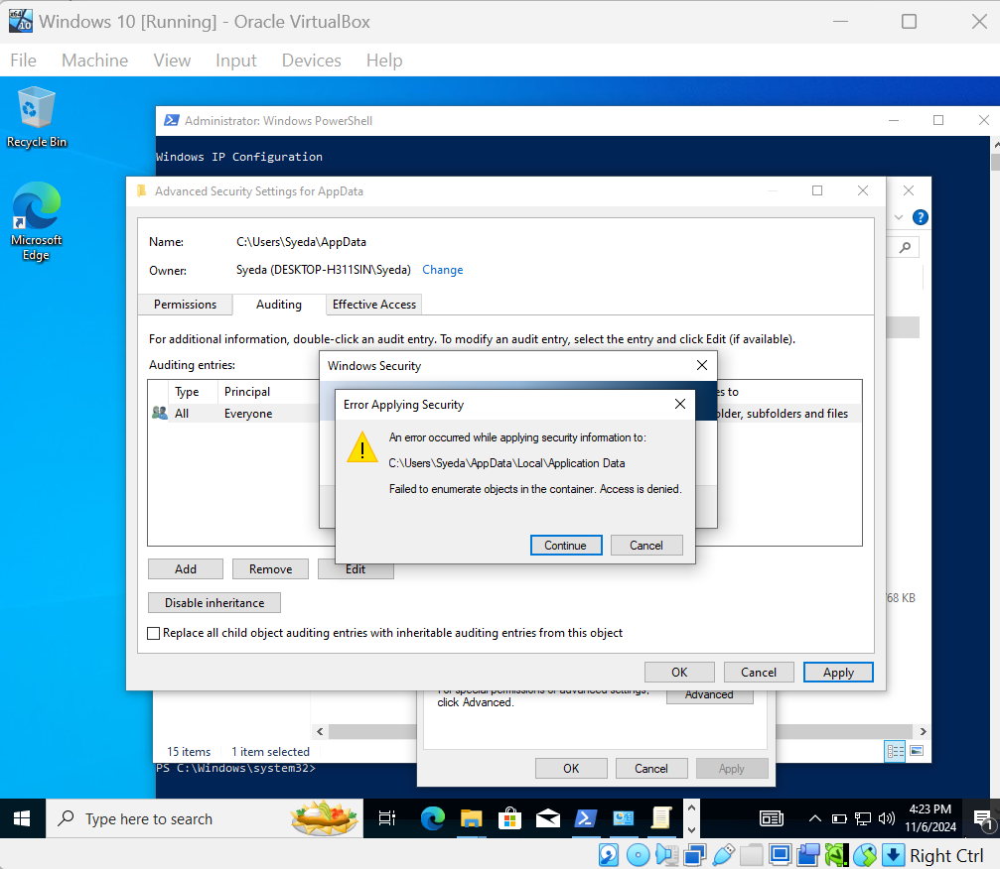 Windows 10 [Running] - Oracle VirtualBox
File Machine View Input Devices Help
Recycle Bin
Administrator: Windows PowerShell
Windows IP Configuration
Advanced Security Settings for AppData
Microsoft
Edge
Name: C:\Users\Syeda\AppData
Owner: Syeda (DESKTOP-H311SIN\Syeda) Change
Permissions Auditing Effective Access
For additional information, double-click an audit entry. To modify an audit entry, select the entry and click Edit (if available).
Auditing entries:
Windows Security
Type Principal es to
All Everyone older, subfolders and files
Error Applying Security
An error occurred while applying security information to:
C:\Users\Syeda\AppData\Local\Application Data
Failed to enumerate objects in the container. Access is denied.
Continue Cancel
Add Remove Edit
Disable inheritance
68 KB
Replace all child object auditing entries with inheritable auditing entries from this object
OK Cancel Apply
For special permissions or advanced settings,
click Advanced.
Advanced
15 items 1 item selected
PS C:\Windows\system32>
OK Cancel Apply
Type here to search
4:23 PM
11/6/2024
1
Right Ctrl